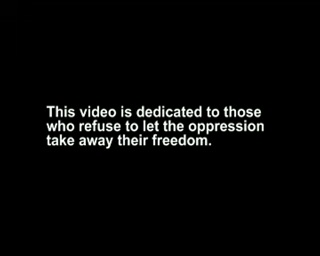 This video is dedicated to those
who refuse to let the oppression
take away their freedom.